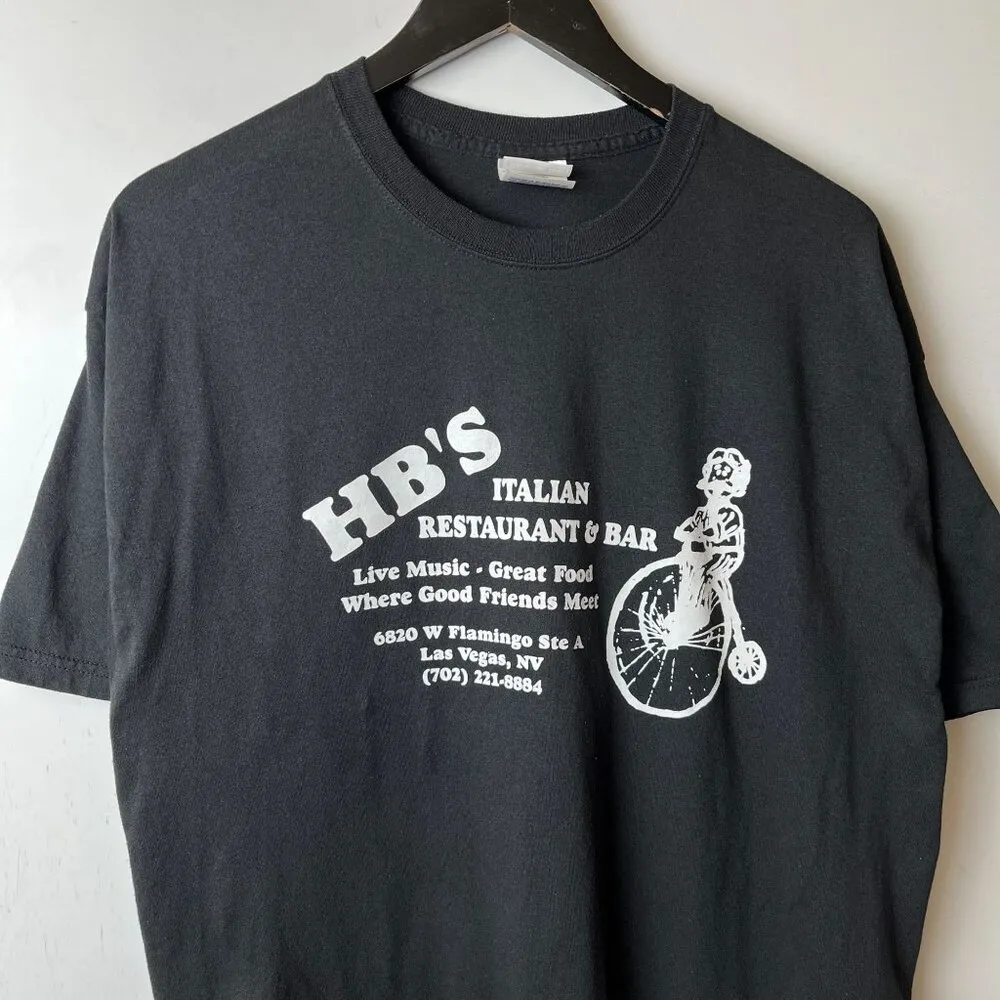 HB'S
ITALIAN
RESTAURANT & BAR
Live Music - Great Food
Where Good Friends Meet
6820 W Flamingo Ste A
Las Vegas, NV
(702) 221-8884